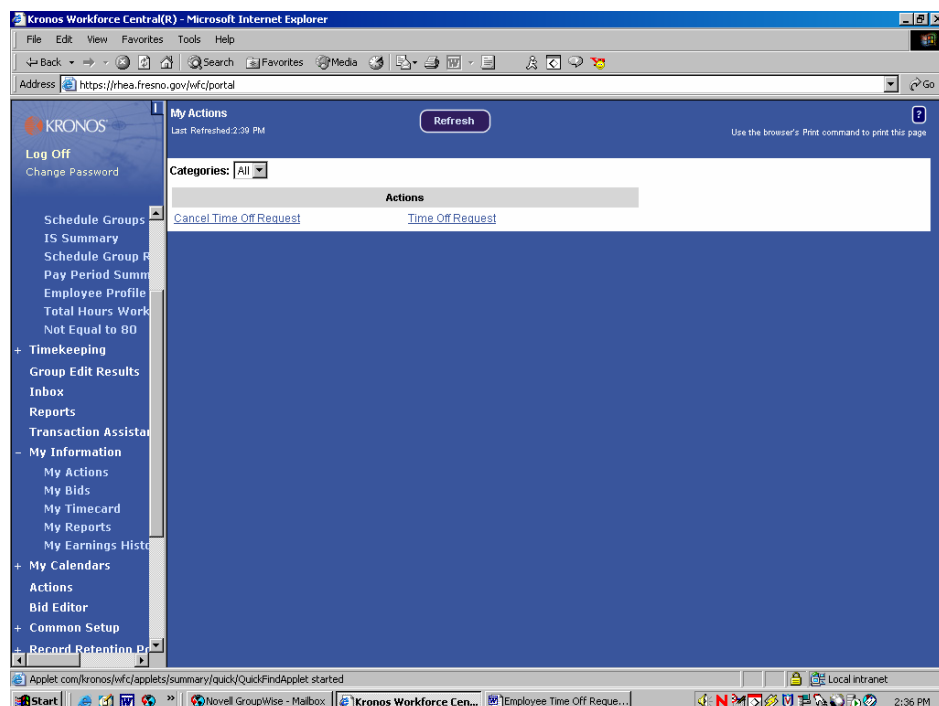 Kronos Workforce Central(R) - Microsoft Internet Explorer
File Edit View Favorites Tools Help
Back Search Favorites Media
Address https://rhea.fresno.gov/wfc/portal Go
KRONOS
Log Off
Change Password
My Actions
Last Refreshed:2:39 PM
Refresh
?
Use the browser's Print command to print this page
Categories: All
Actions
Cancel Time Off Request Time Off Request
Schedule Groups
IS Summary
Schedule Group R
Pay Period Summ
Employee Profile
Total Hours Work
Not Equal to 80
+ Timekeeping
Group Edit Results
Inbox
Reports
Transaction Assistan
- My Information
My Actions
My Bids
My Timecard
My Reports
My Earnings Histo
+ My Calendars
Actions
Bid Editor
+ Common Setup
+ Record Retention Po
Applet com/kronos/wfc/applets/summary/quick/QuickFindApplet started Local intranet
Start » Novell GroupWise - Mailbox Kronos Workforce Cen... Employee Time Off Reque... 2:36 PM